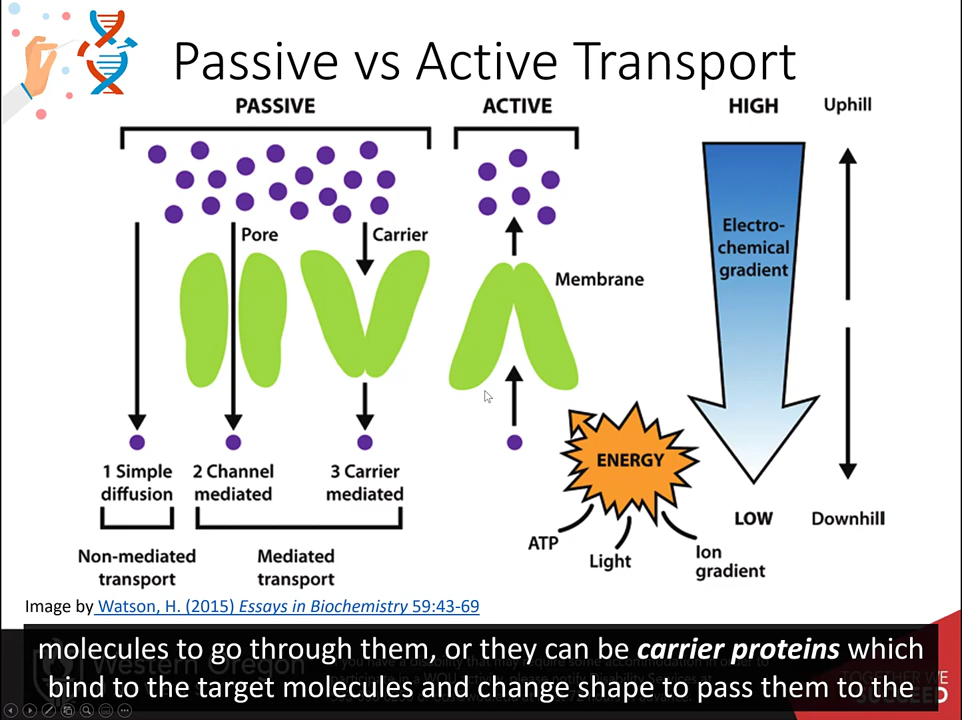 Passive vs Active Transport
PASSIVE
ACTIVE
HIGH
Uphill
Pore
Carrier
Electro-
chemical
gradient
Membrane
ENERGY
1 Simple
diffusion
2 Channel
mediated
3 Carrier
mediated
LOW
Downhill
ATP
Light
Ion
gradient
Non-mediated
transport
Mediated
transport
Image by Watson, H. (2015) Essays in Biochemistry 59:43-69
molecules to go through them, or they can be carrier proteins which
bind to the target molecules and change shape to pass them to the